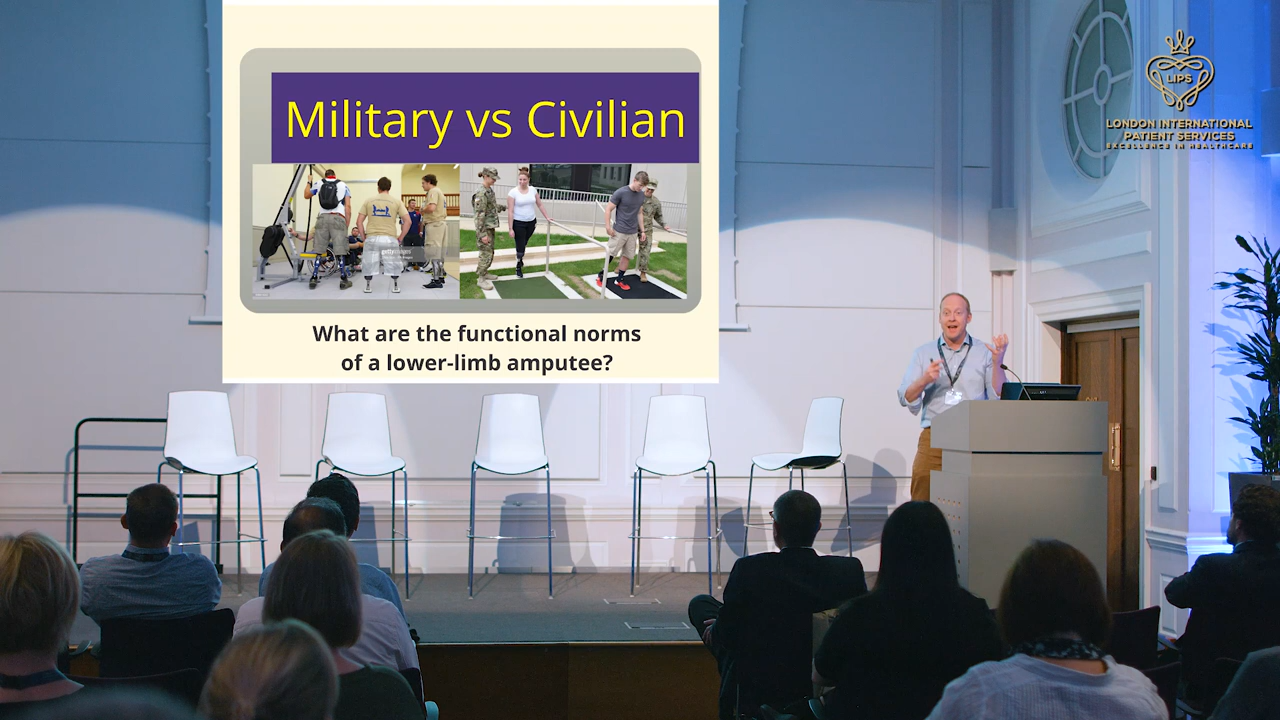 Military vs Civilian
gettyimages
What are the functional norms
of a lower-limb amputee?
LIPS
LONDON INTERNATIONAL
PATIENT SERVICES
EXCELLENCE IN HEALTHCARE